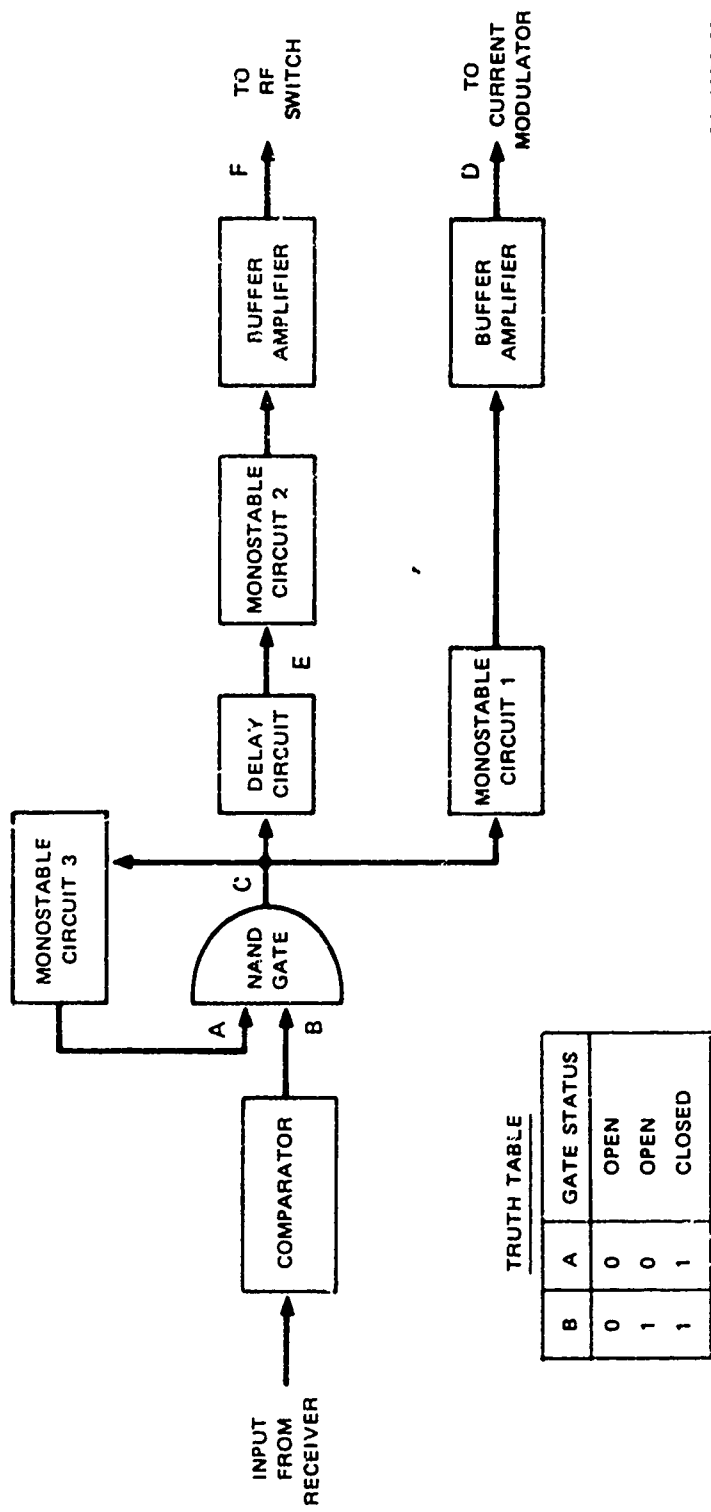 INPUT
FROM
RECEIVER
COMPARATOR
A
B
NAND
GATE
C
MONOSTABLE
CIRCUIT 3
DELAY
CIRCUIT
E
MONOSTABLE
CIRCUIT 2
BUFFER
AMPLIFIER
F
TO
RF
SWITCH
MONOSTABLE
CIRCUIT 1
BUFFER
AMPLIFIER
D
TO
CURRENT
MODULATOR
TRUTH TABLE
B A GATE STATUS
0 0 OPEN
1 0 OPEN
1 1 CLOSED